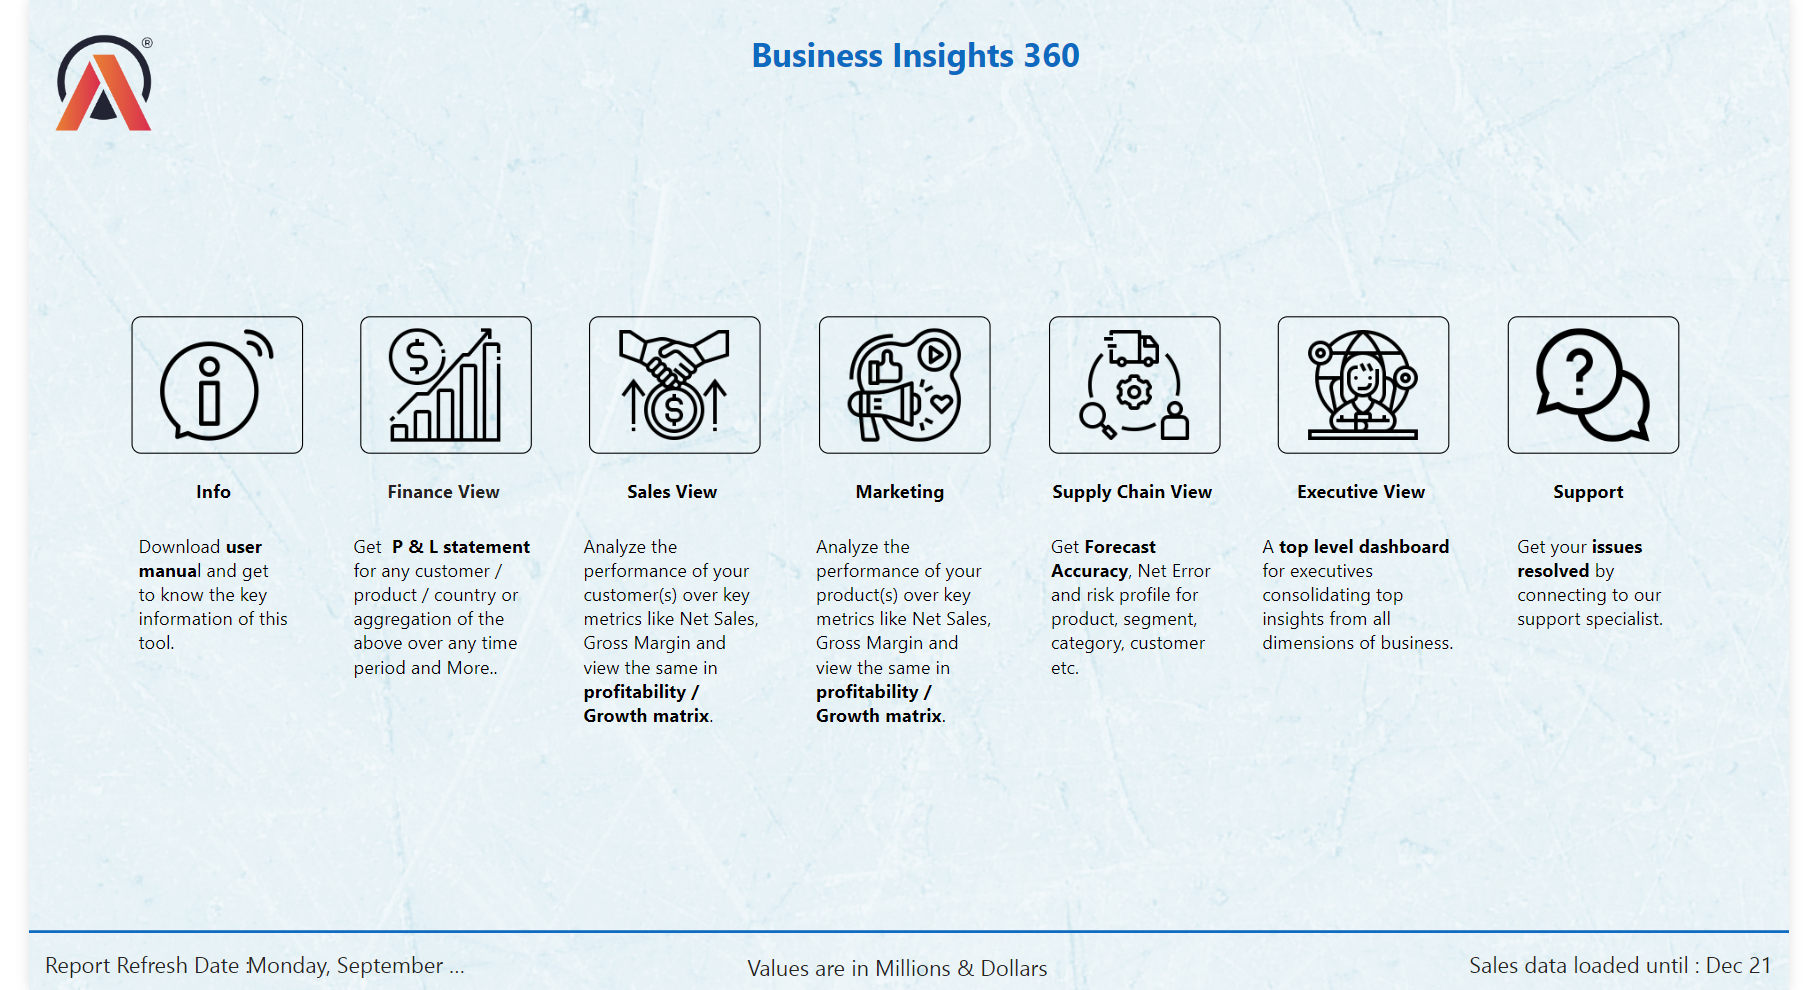 ®
Business Insights 360
Info
Download user
manual and get
to know the key
information of this
tool.
Finance View
Get P & L statement
for any customer /
product / country or
aggregation of the
above over any time
period and More..
Sales View
Analyze the
performance of your
customer(s) over key
metrics like Net Sales,
Gross Margin and
view the same in
profitability /
Growth matrix.
Marketing
Analyze the
performance of your
product(s) over key
metrics like Net Sales,
Gross Margin and
view the same in
profitability /
Growth matrix.
Supply Chain View
Get Forecast
Accuracy, Net Error
and risk profile for
product, segment,
category, customer
etc.
Executive View
A top level dashboard
for executives
consolidating top
insights from all
dimensions of business.
Support
Get your issues
resolved by
connecting to our
support specialist.
Report Refresh Date :Monday, September ...
Values are in Millions & Dollars
Sales data loaded until : Dec 21